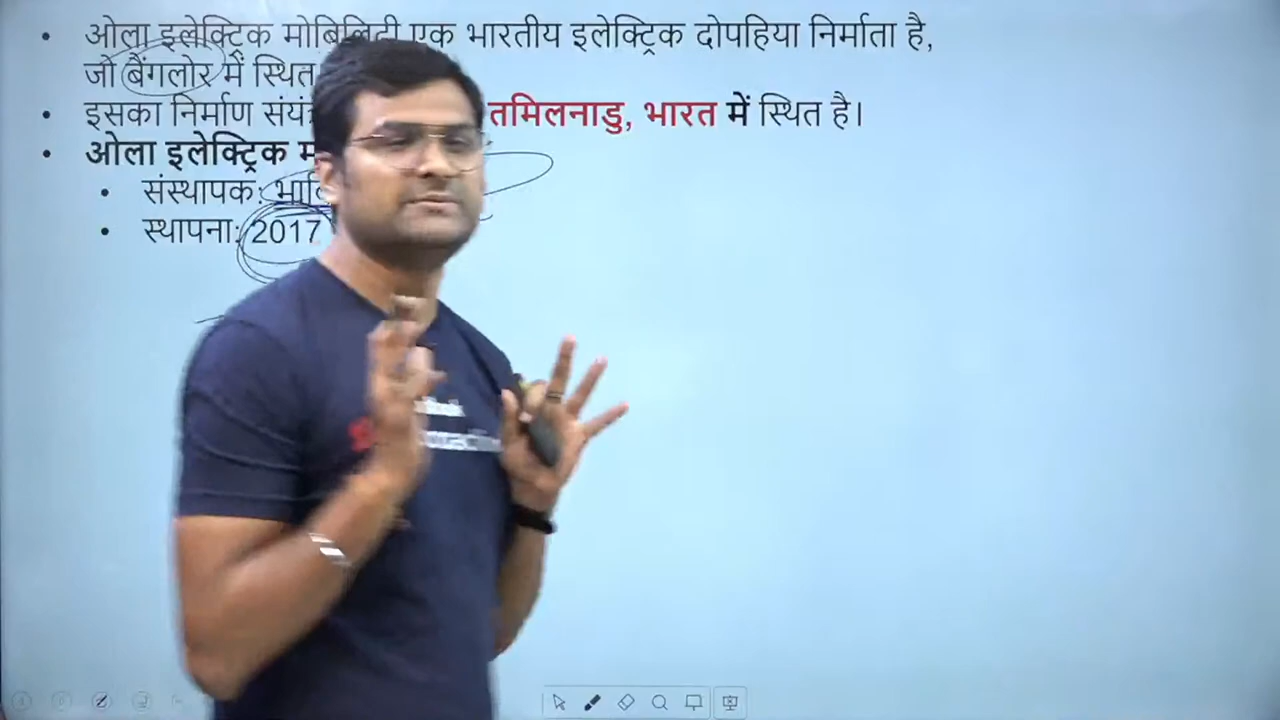 ओला इलेक्ट्रिक मोबिलिटी एक भारतीय इलेक्ट्रिक दोपहिया निर्माता है,
जो बैंगलोर में स्थित
इसका निर्माण तमिलनाडु, भारत में स्थित है।
ओला इलेक्ट्रिक
संस्थापक:
स्थापना: 2017